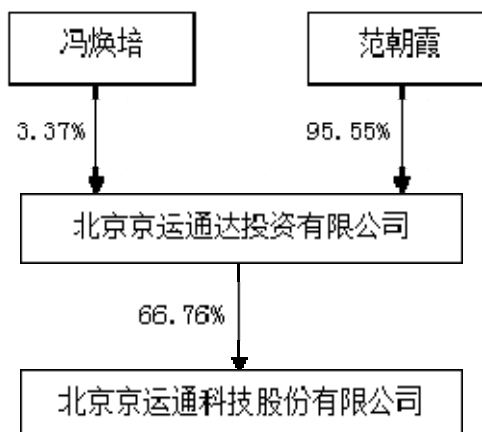 冯焕培
范朝霞
3.37%
95.55%
北京京运通达投资有限公司
66.76%
北京京运通科技股份有限公司